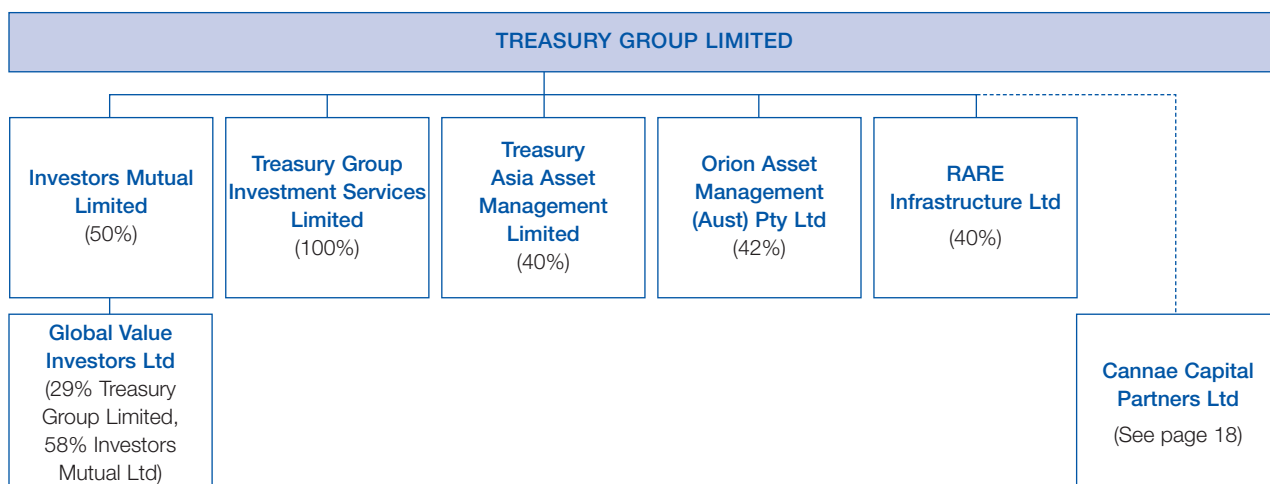 TREASURY GROUP LIMITED
Investors Mutual
Limited
(50%)
Treasury Group
Investment Services
Limited
(100%)
Treasury
Asia Asset
Management
Limited
(40%)
Orion Asset
Management
(Aust) Pty Ltd
(42%)
RARE
Infrastructure Ltd
(40%)
Global Value
Investors Ltd
(29% Treasury
Group Limited,
58% Investors
Mutual Ltd)
Cannae Capital
Partners Ltd
(See page 18)